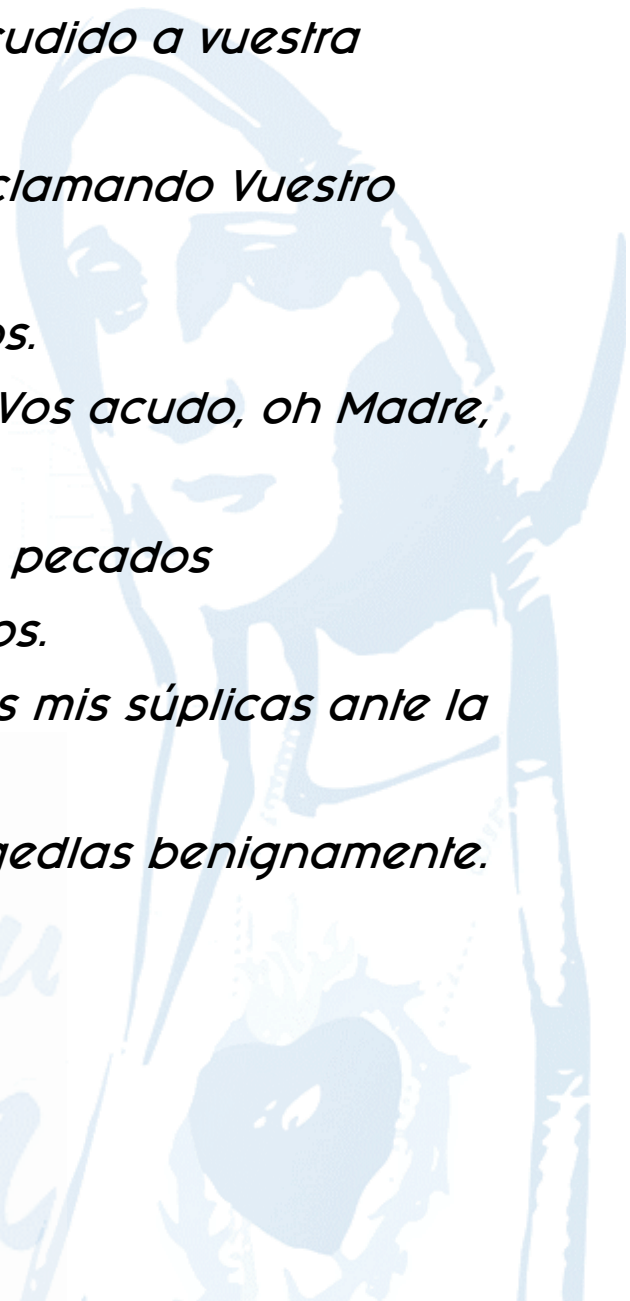 cudido a vuestra
clamando Vuestro
os.
Vos acudo, oh Madre,
pecados
os.
s mis súplicas ante la
gedlas benignamente.